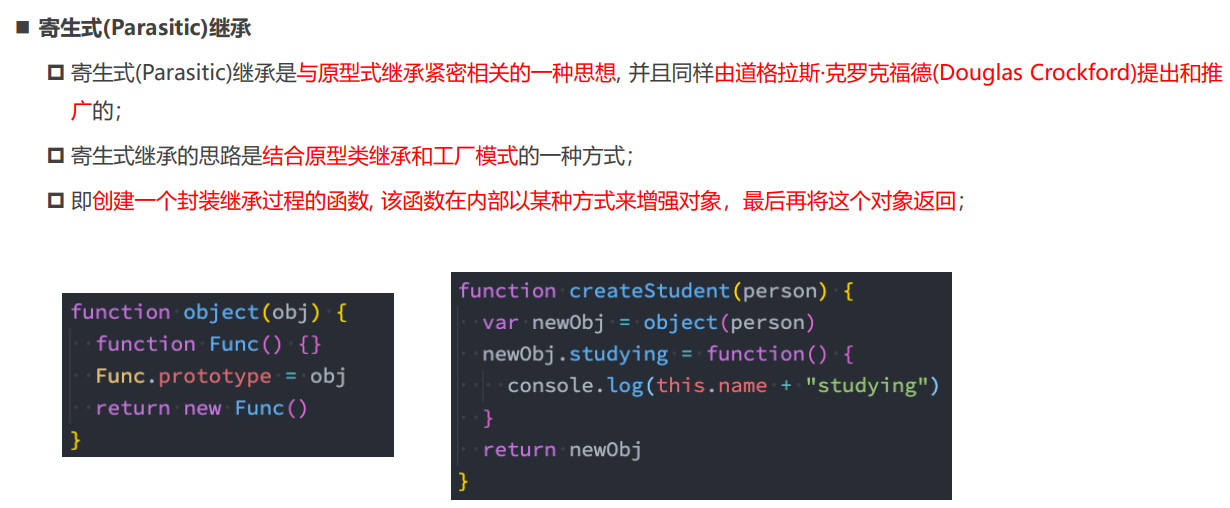 寄生式(Parasitic)继承
寄生式(Parasitic)继承是与原型式继承紧密相关的一种思想, 并且同样由道格拉斯·克罗克福德(Douglas Crockford)提出和推
广的；
寄生式继承的思路是结合原型类继承和工厂模式的一种方式；
即创建一个封装继承过程的函数, 该函数在内部以某种方式来增强对象，最后再将这个对象返回；
function object(obj) {
  function Func() {}
  Func.prototype = obj
  return new Func()
}
function createStudent(person) {
  var newObj = object(person)
  newObj.studying = function() {
    console.log(this.name + "studying")
  }
  return newObj
}